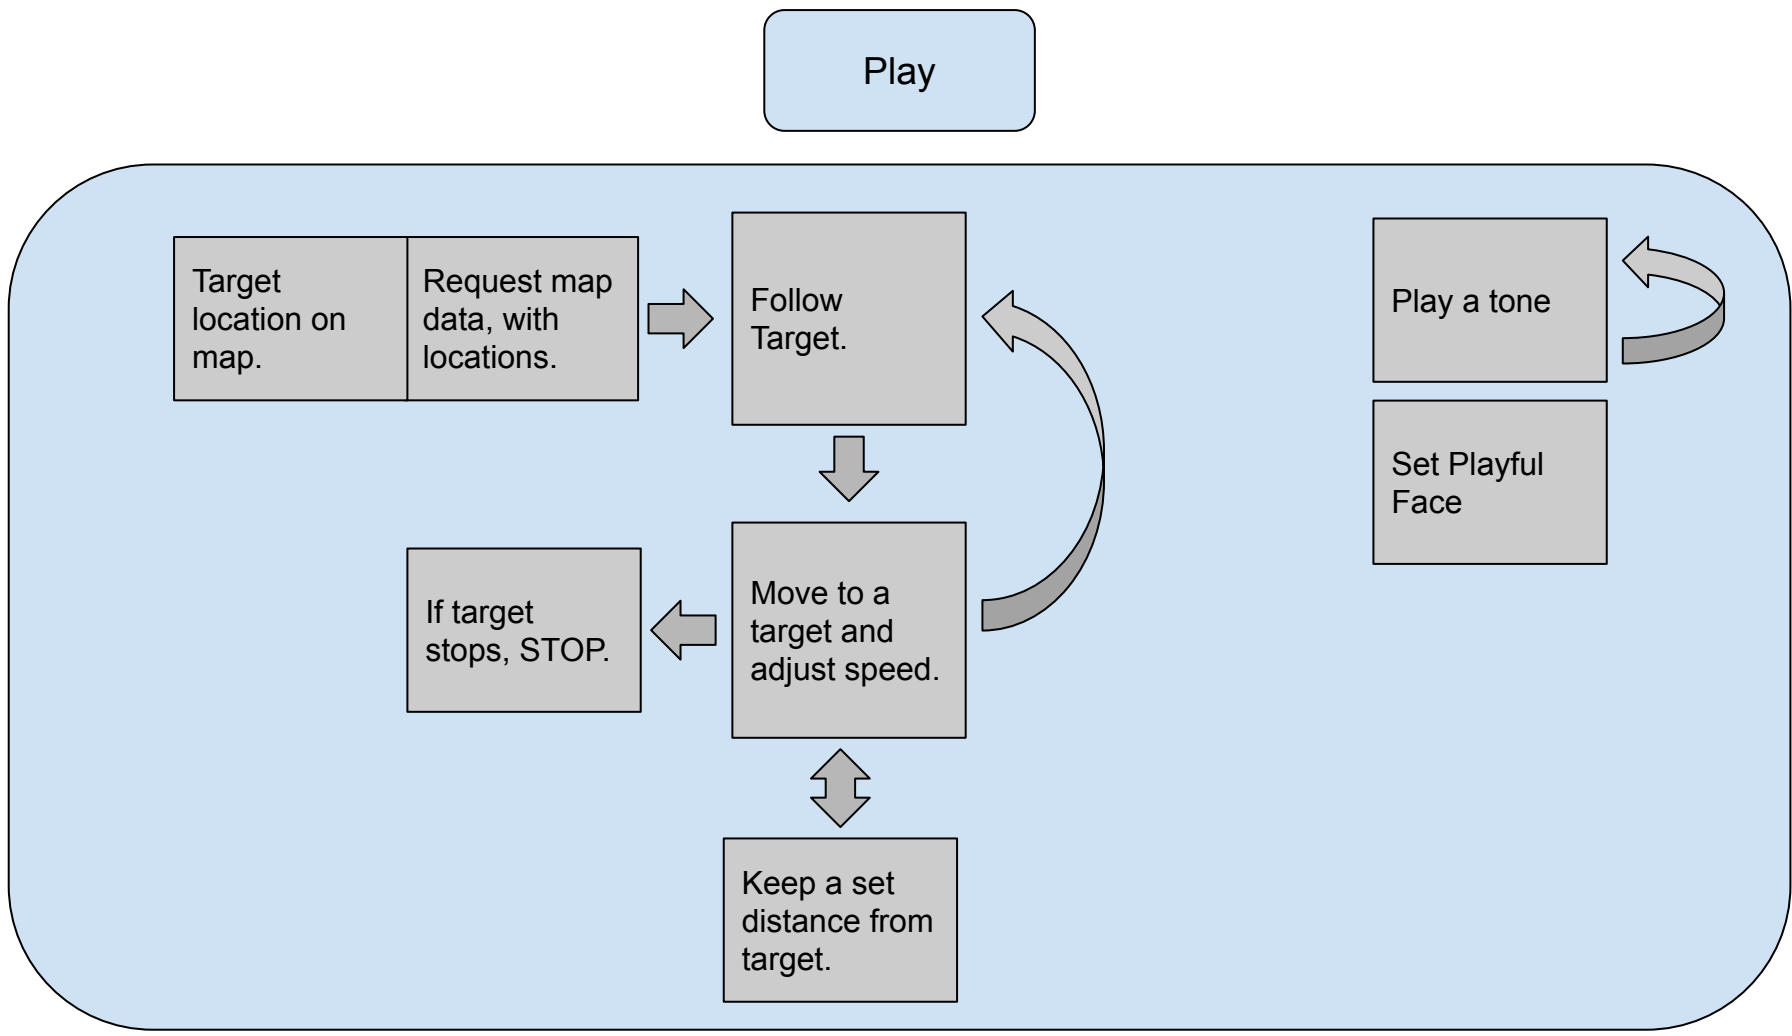 Play
Target
location on
map.
Request map
data, with
locations.
Follow
Target.
Play a tone
Set Playful
Face
If target
stops, STOP.
Move to a
target and
adjust speed.
Keep a set
distance from
target.